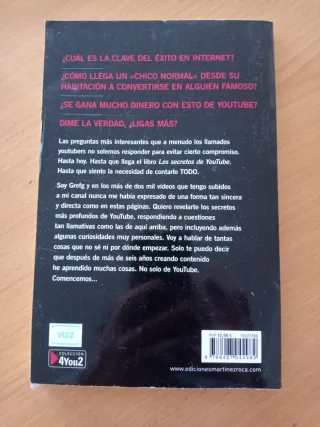 ¿CUÁL ES LA CLAVE DEL ÉXITO EN INTERNET?
¿CÓMO LLEGA UN «CHICO NORMAL» DESDE SU
HABITACIÓN A CONVERTIRSE EN ALGUIEN FAMOSO?
¿SE GANA MUCHO DINERO CON ESTO DE YOUTUBE?
DIME LA VERDAD, ¿LIGAS MÁS?
Las preguntas más interesantes que a menudo los llamados
youtubers no solemos responder para evitar cierto compromiso.
Hasta hoy. Hasta que llega el libro Los secretos de YouTube.
Hasta que siento la necesidad de contarlo TODO.
Soy Grefg y en los más de dos mil vídeos que tengo subidos
a mi canal nunca me había expresado de una forma tan sincera
y directa como en estas páginas. Quiero revelarte los secretos
más profundos de YouTube, respondiendo a cuestiones
tan llamativas como las de aquí arriba, pero incluyendo además
algunas curiosidades muy personales. Voy a hablar de tantas
cosas que no sé ni por dónde empezar. Solo te puedo decir
que después de más de seis años creando contenido
he aprendido muchas cosas. No solo de YouTube.
Comencemos...
VIZZ
COLECCIÓN
4You2
PVP 12,90 €
www.edicionesmartinezroca.com